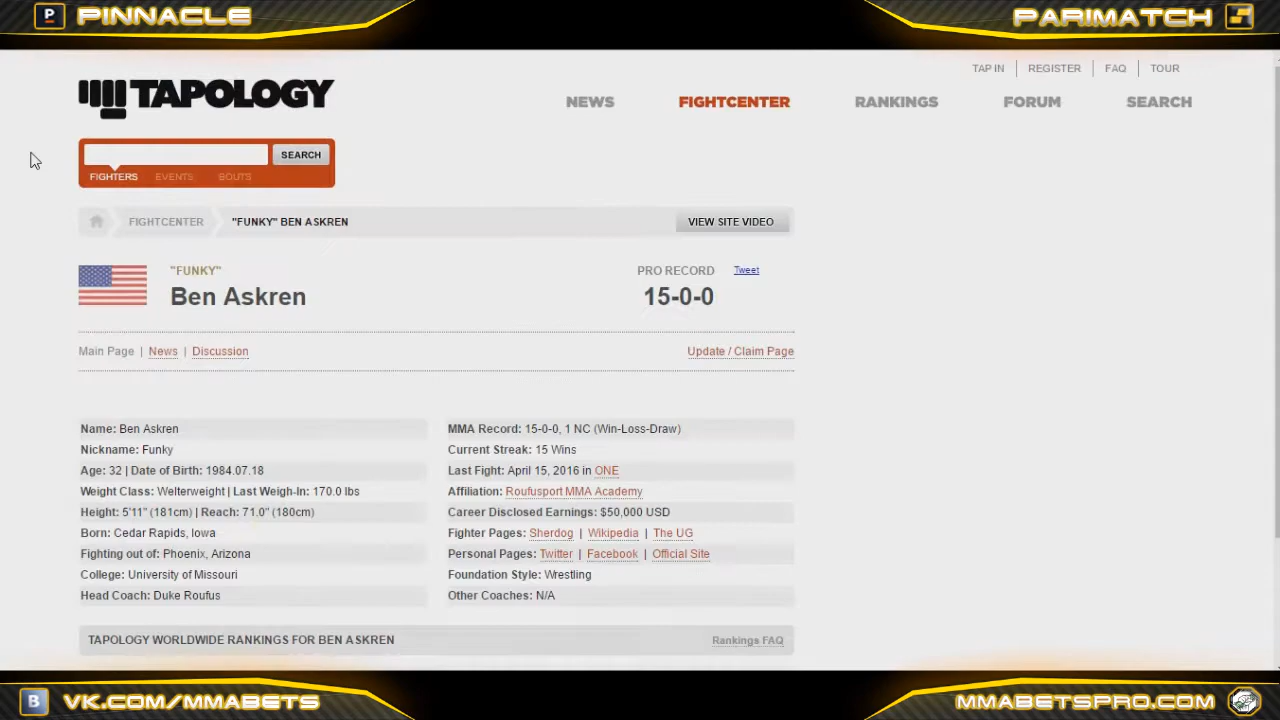 P PINNACLE
PARIMATCH
TAPOLOGY
TAP IN | REGISTER | FAQ | TOUR
NEWS FIGHTCENTER RANKINGS FORUM SEARCH
SEARCH
FIGHTERS EVENTS BOUTS
FIGHTCENTER "FUNKY" BEN ASKREN
VIEW SITE VIDEO
"FUNKY"
Ben Askren
PRO RECORD Tweet
15-0-0
Main Page | News | Discussion
Update / Claim Page
Name: Ben Askren
Nickname: Funky
Age: 32 | Date of Birth: 1984.07.18
Weight Class: Welterweight | Last Weigh-In: 170.0 lbs
Height: 5'11" (181cm) | Reach: 71.0" (180cm)
Born: Cedar Rapids, Iowa
Fighting out of: Phoenix, Arizona
College: University of Missouri
Head Coach: Duke Roufus
MMA Record: 15-0-0, 1 NC (Win-Loss-Draw)
Current Streak: 15 Wins
Last Fight: April 15, 2016 in ONE
Affiliation: Roufusport MMA Academy
Career Disclosed Earnings: $50,000 USD
Fighter Pages: Sherdog | Wikipedia | The UG
Personal Pages: Twitter | Facebook | Official Site
Foundation Style: Wrestling
Other Coaches: N/A
TAPOLOGY WORLDWIDE RANKINGS FOR BEN ASKREN
Rankings FAQ
B VK.COM/MMABETS
MMABETSPRO.COM